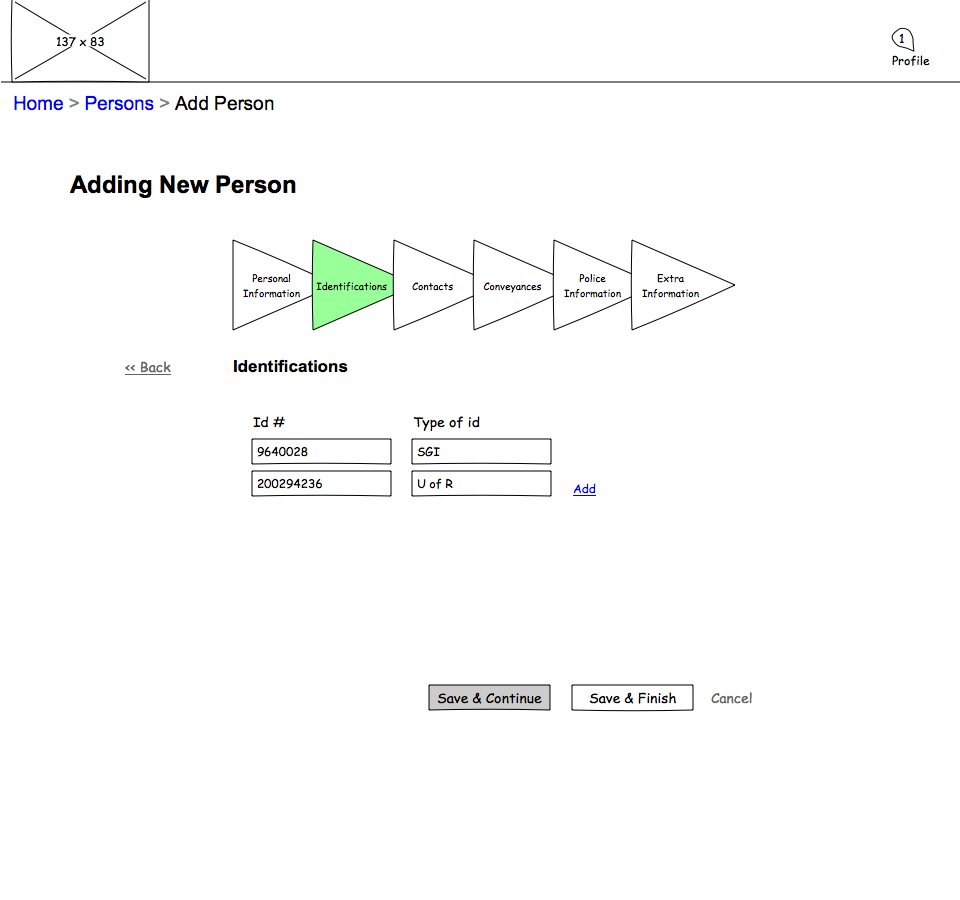 137 x 83
1
Profile
Home > Persons > Add Person
Adding New Person
Personal Information
Identifications
Contacts
Conveyances
Police Information
Extra Information
<< Back
Identifications
Id # Type of id
9640028 SGI
200294236 U of R Add
Save & Continue Save & Finish Cancel